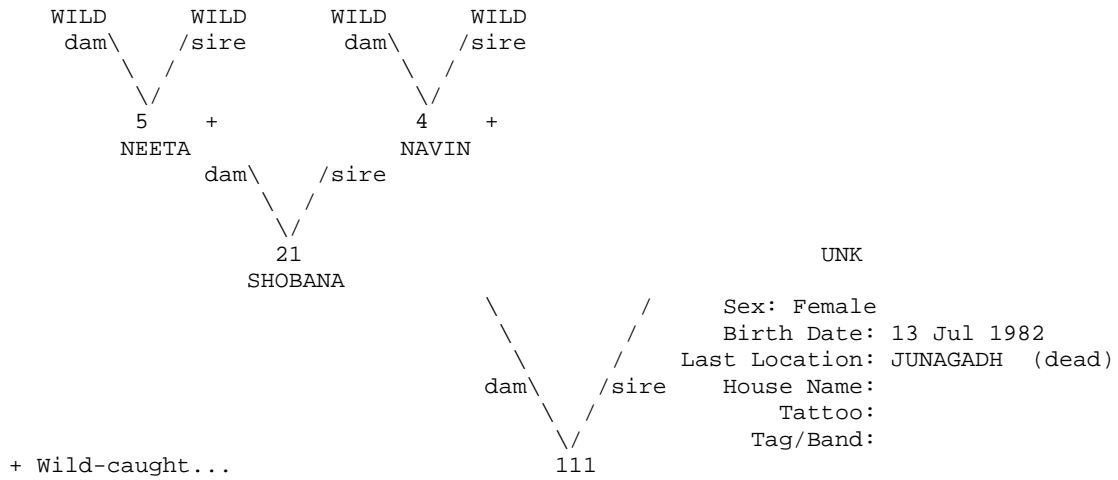 WILD WILD WILD WILD
dam\ /sire dam\ /sire
\ / \ /
\/ \/
5 + 4 +
NEETA NAVIN
dam\ /sire
\ /
\/
21 UNK
SHOBANA
\ / Sex: Female
\ / Birth Date: 13 Jul 1982
\ / Last Location: JUNAGADH (dead)
dam\ /sire House Name:
\ / Tattoo:
\/ Tag/Band:
+ Wild-caught... 111